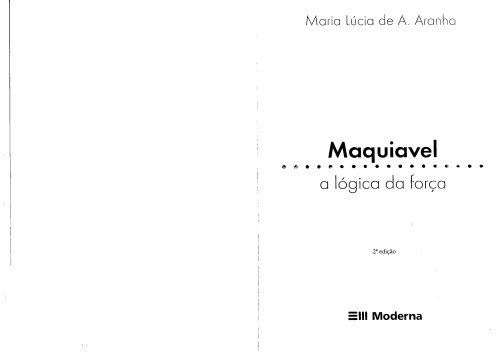 Maria Lúcia de A. Aranha
Maquiavel
a lógica da força
2ª edição
Moderna